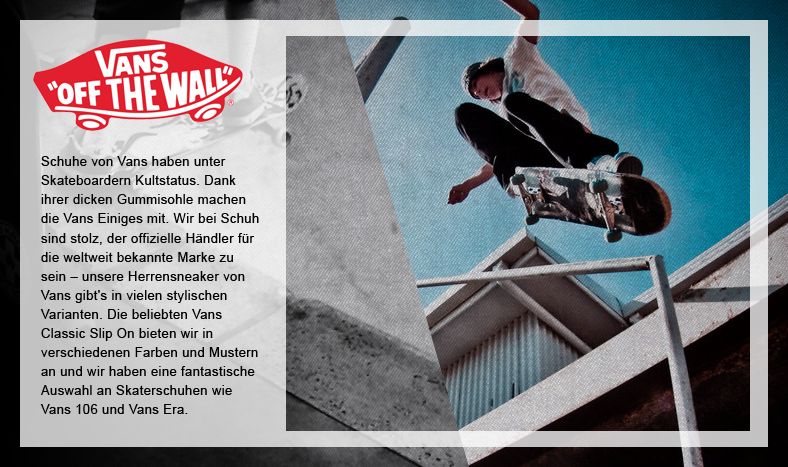 VANS
"OFF THE WALL"
®
Schuhe von Vans haben unter
Skateboardern Kultstatus. Dank
ihrer dicken Gummisohle machen
die Vans Einiges mit. Wir bei Schuh
sind stolz, der offizielle Händler für
die weltweit bekannte Marke zu
sein – unsere Herrensneaker von
Vans gibt's in vielen stylischen
Varianten. Die beliebten Vans
Classic Slip On bieten wir in
verschiedenen Farben und Mustern
an und wir haben eine fantastische
Auswahl an Skaterschuhen wie
Vans 106 und Vans Era.